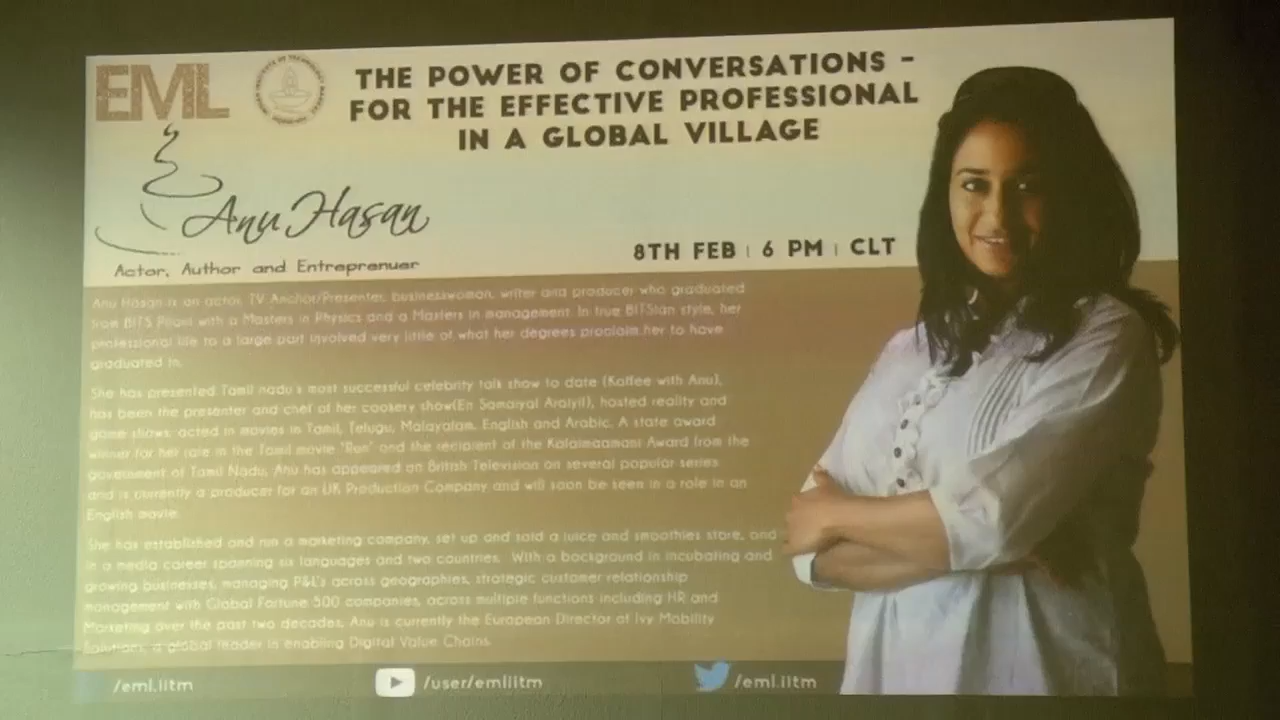 EML
THE POWER OF CONVERSATIONS -
FOR THE EFFECTIVE PROFESSIONAL
IN A GLOBAL VILLAGE
Anu Hasan
Actor, Author and Entreprenuer
8TH FEB | 6 PM | CLT
Anu Hasan is an actor, TV Anchor/Presenter, businesswoman, writer and producer who graduated
from BITS Pilani with a Masters in Physics and a Masters in management. In true BITSian style, her
professional life to a large part involved very little of what her degrees proclaim her to have
graduated in.
She has presented Tamil nadu's most successful celebrity talk show to date (Koffee with Anu),
has been the presenter and chef of her cookery show(En Samaiyal Araiyil), hosted reality and
game shows, acted in movies in Tamil, Telugu, Malayalam, English and Arabic. A state award
winner for her role in the Tamil movie "Run" and the recipient of the Kalaimaamani Award from the
government of Tamil Nadu, Anu has appeared on British Television on several popular series
and is currently a producer for an UK Production Company and will soon be seen in a role in an
English movie.
She has established and run a marketing company, set up and sold a juice and smoothies store, and
in a media career spanning six languages and two countries. With a background in incubating and
growing businesses, managing P&L's across geographies, strategic customer relationship
management with Global Fortune 500 companies, across multiple functions including HR and
Marketing over the past two decades, Anu is currently the European Director of Ivy Mobility
Solutions, a global leader in enabling Digital Value Chains.
/eml.iitm
/user/emliitm
/eml.iitm